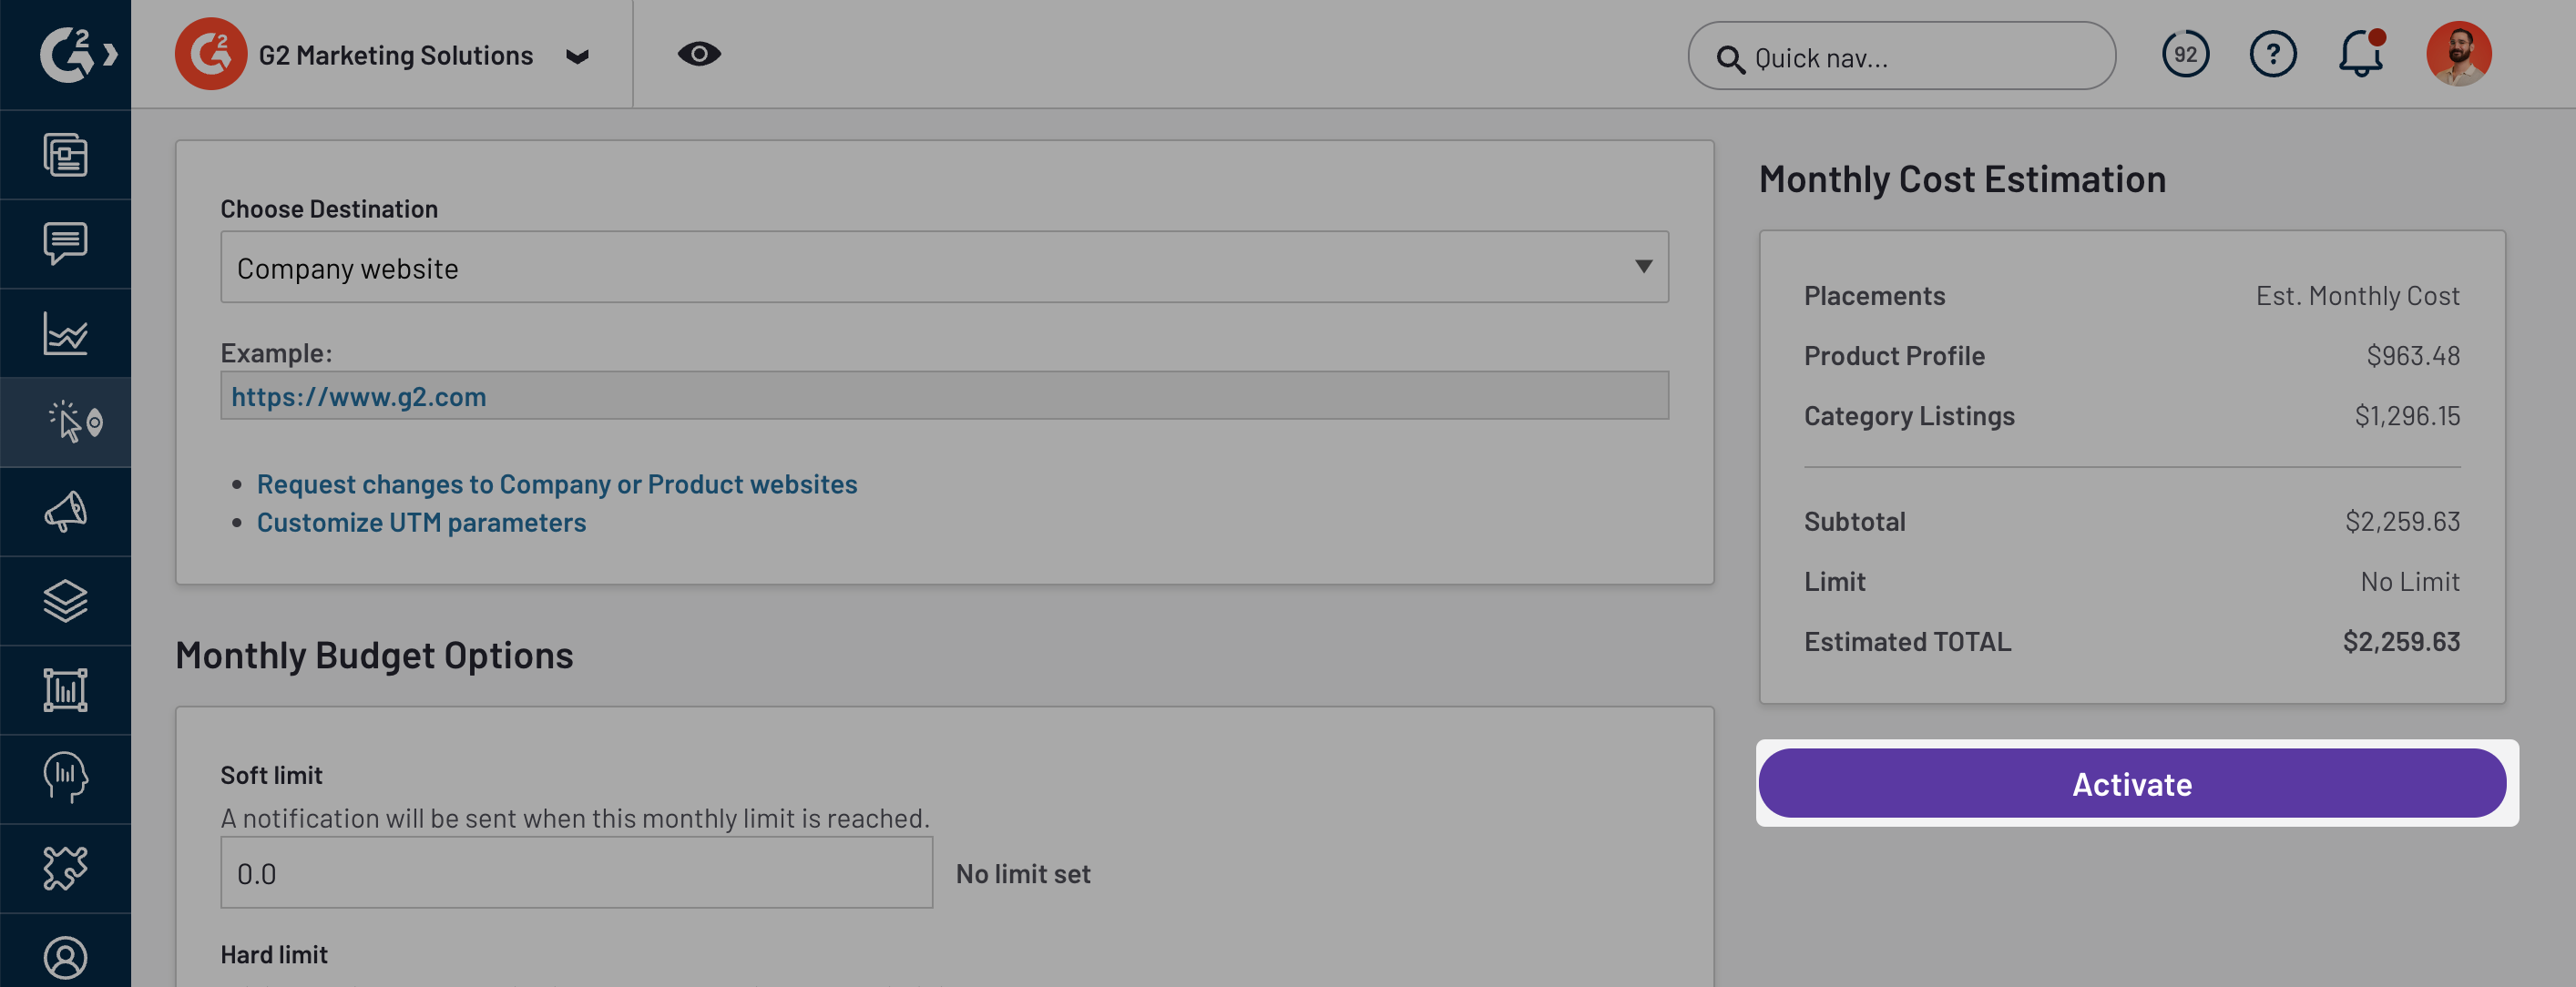 G2 Marketing Solutions
Quick nav...
92
?
Choose Destination
Company website
Example:
https://www.g2.com
Request changes to Company or Product websites
Customize UTM parameters
Monthly Budget Options
Soft limit
A notification will be sent when this monthly limit is reached.
0.0
No limit set
Hard limit
Monthly Cost Estimation
Placements Est. Monthly Cost
Product Profile $963.48
Category Listings $1,296.15
Subtotal $2,259.63
Limit No Limit
Estimated TOTAL $2,259.63
Activate